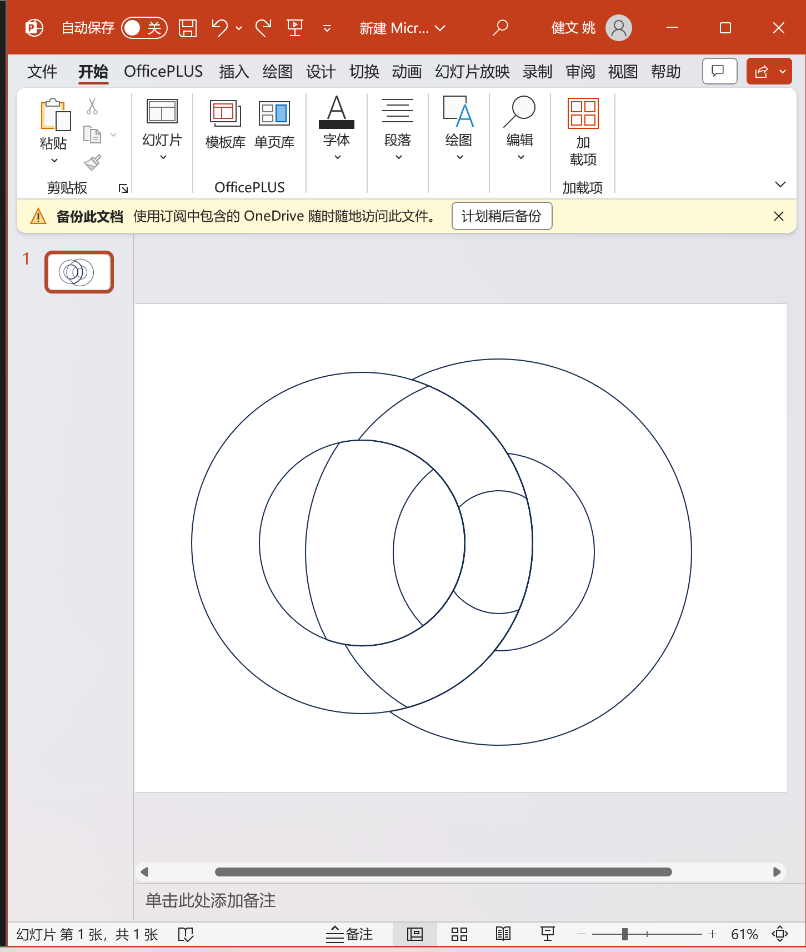 自动保存 关 新建 Micr... 健文 姚
文件 开始 OfficePLUS 插入 绘图 设计 切换 动画 幻灯片放映 录制 审阅 视图 帮助
粘贴 幻灯片 模板库 单页库 字体 段落 绘图 编辑 加
载项
剪贴板 OfficePLUS 加载项
备份此文档 使用订阅中包含的 OneDrive 随时随地访问此文件。 计划稍后备份
1
单击此处添加备注
幻灯片 第 1 张，共 1 张 备注 61%